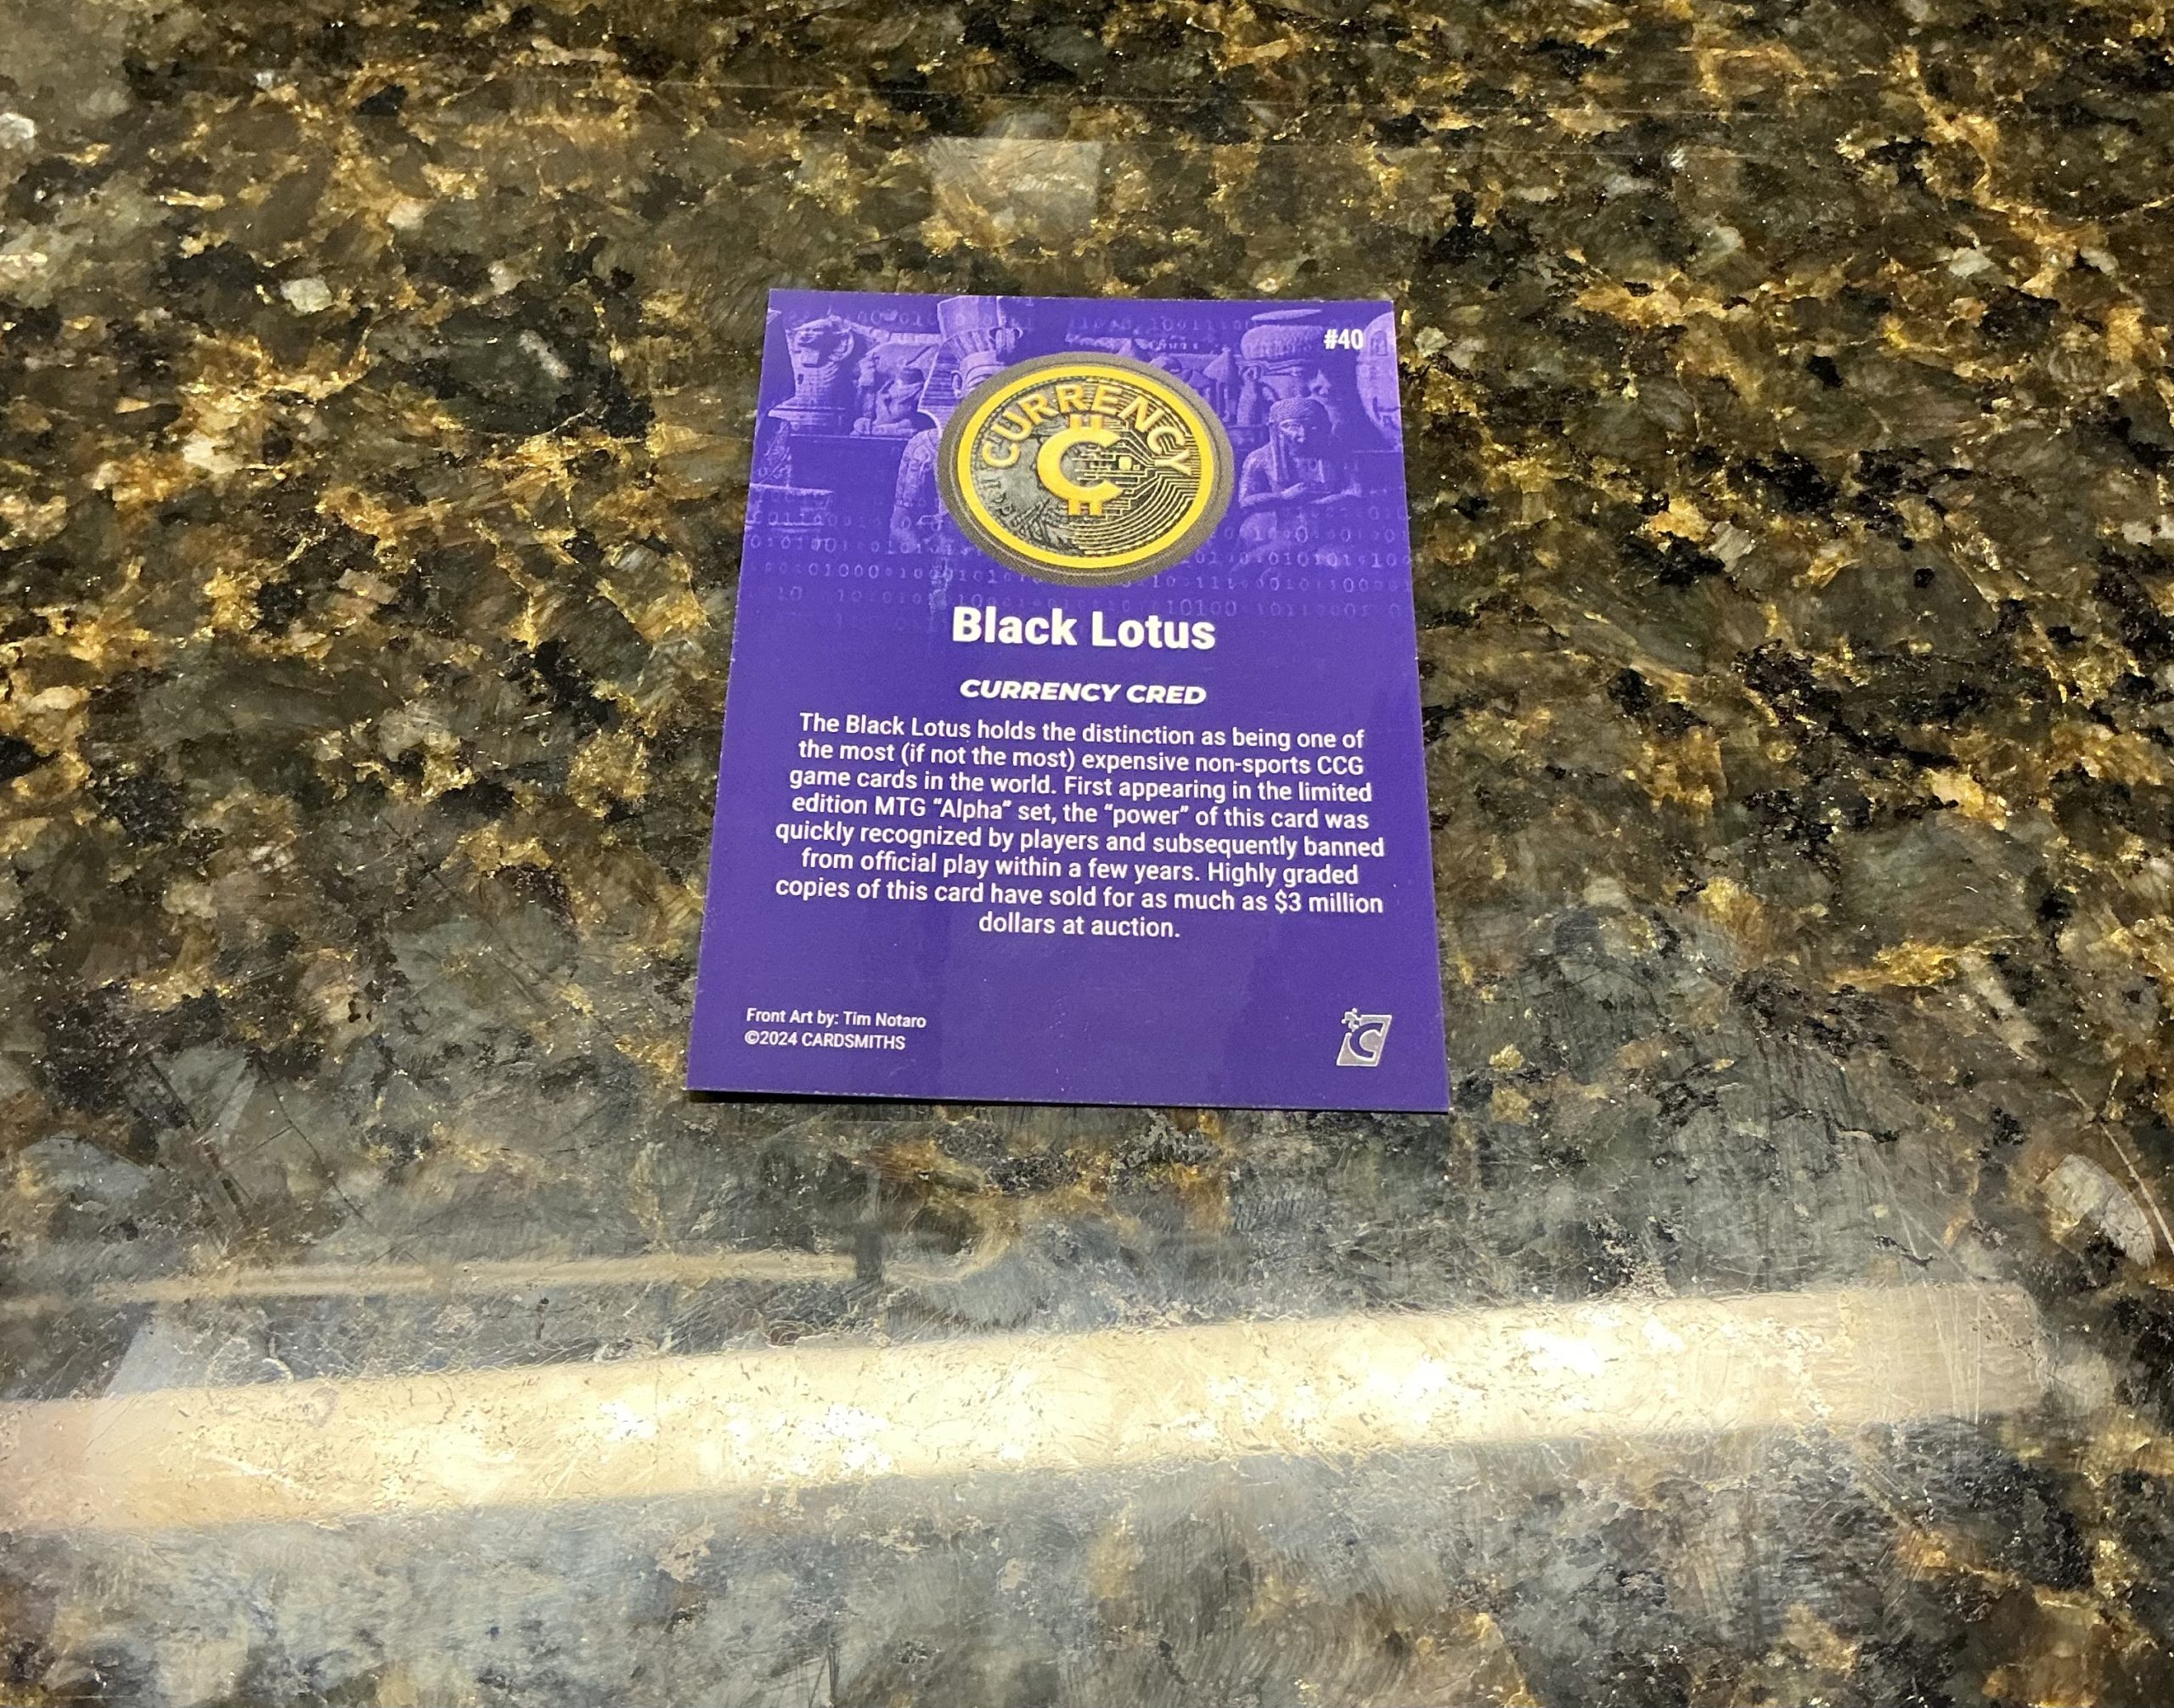 #40
CURRENCY
Black Lotus
CURRENCY CRED
The Black Lotus holds the distinction as being one of
the most (if not the most) expensive non-sports CCG
game cards in the world. First appearing in the limited
edition MTG “Alpha” set, the “power” of this card was
quickly recognized by players and subsequently banned
from official play within a few years. Highly graded
copies of this card have sold for as much as $3 million
dollars at auction.
Front Art by: Tim Notaro
©2024 CARDSMITHS